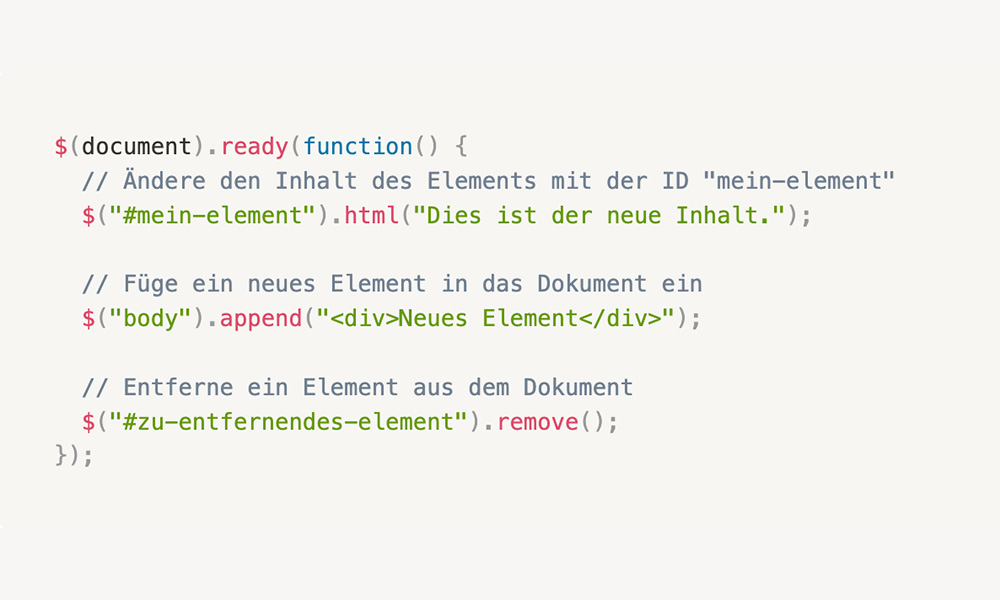 $(document).ready(function() {
  // Ändere den Inhalt des Elements mit der ID "mein-element"
  $("#mein-element").html("Dies ist der neue Inhalt.");

  // Füge ein neues Element in das Dokument ein
  $("body").append("<div>Neues Element</div>");

  // Entferne ein Element aus dem Dokument
  $("#zu-entfernendes-element").remove();
});